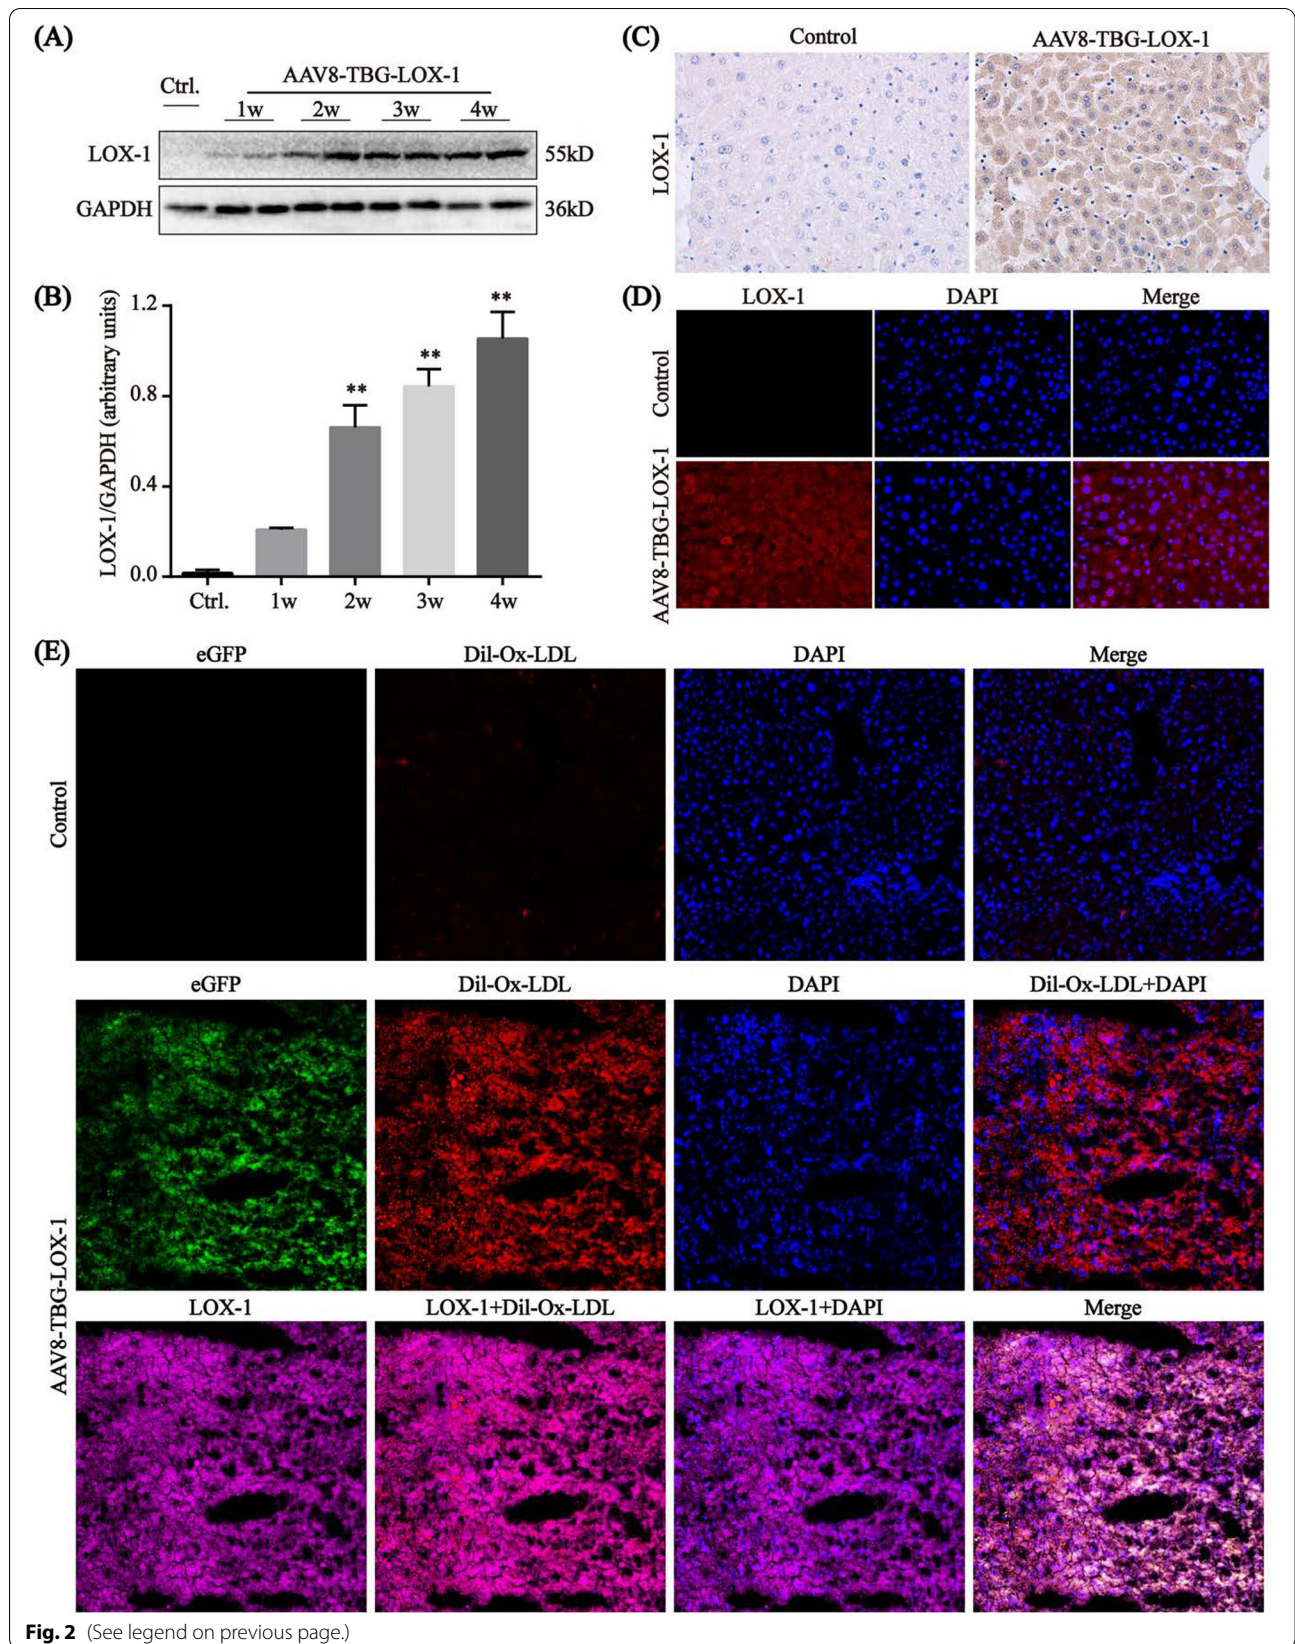 (A)
AAV8-TBG-LOX-1
Ctrl.
1w 2w 3w 4w
LOX-1 55kD
GAPDH 36kD
(B)
LOX-1/GAPDH (arbitrary units)
1.2
0.8
0.4
0.0
** ** **
Ctrl. 1w 2w 3w 4w
(C)
Control AAV8-TBG-LOX-1
LOX-1
(D)
LOX-1 DAPI Merge
Control
AAV8-TBG-LOX-1
(E)
eGFP Dil-Ox-LDL DAPI Merge
Control
eGFP Dil-Ox-LDL DAPI Dil-Ox-LDL+DAPI
AAV8-TBG-LOX-1
LOX-1 LOX-1+Dil-Ox-LDL LOX-1+DAPI Merge
Fig. 2 (See legend on previous page.)